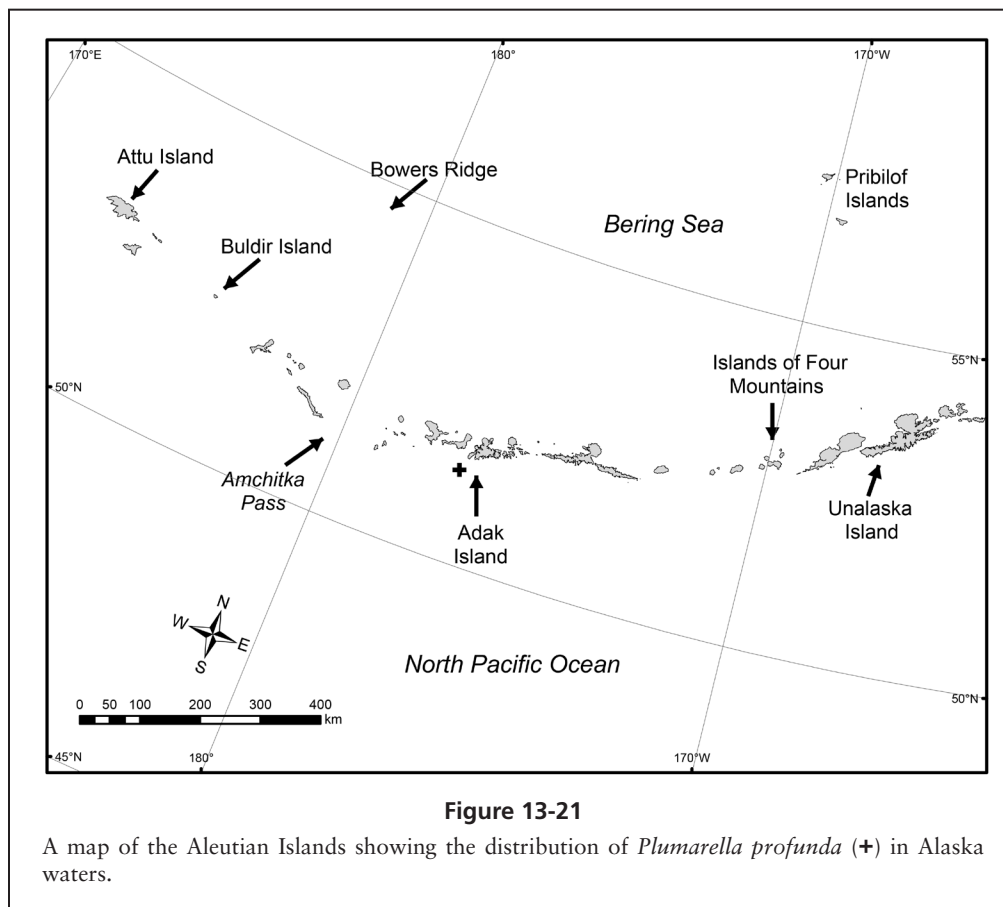 170°E
180°
170°W
Attu Island
Bowers Ridge
Pribilof
Islands
Bering Sea
Buldir Island
Islands of Four
Mountains
55°N
50°N
Amchitka
Pass
Adak
Island
Unalaska
Island
N
W
E
S
North Pacific Ocean
0 50 100 200 300 400
km
50°N
45°N
180°
170°W
Figure 13-21
A map of the Aleutian Islands showing the distribution of Plumarella profunda (+) in Alaska
waters.